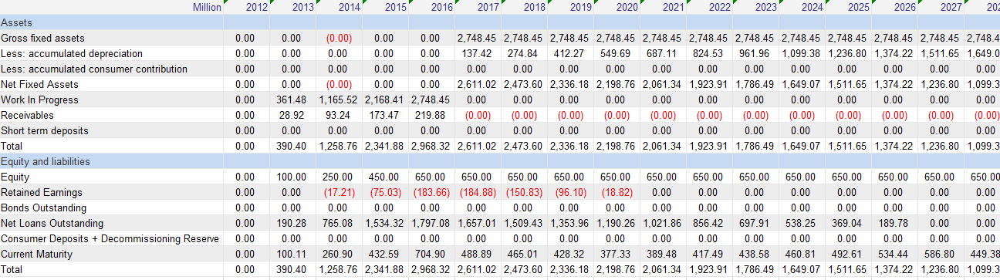 Million 2012 2013 2014 2015 2016 2017 2018 2019 2020 2021 2022 2023 2024 2025 2026 2027
Assets
Gross fixed assets 0.00 0.00 (0.00) 0.00 0.00 2,748.45 2,748.45 2,748.45 2,748.45 2,748.45 2,748.45 2,748.45 2,748.45 2,748.45 2,748.45 2,748.45 2,748.4
Less: accumulated depreciation 0.00 0.00 0.00 0.00 0.00 137.42 274.84 412.27 549.69 687.11 824.53 961.96 1,099.38 1,236.80 1,374.22 1,511.65 1,649.0
Less: accumulated consumer contribution 0.00 0.00 0.00 0.00 0.00 0.00 0.00 0.00 0.00 0.00 0.00 0.00 0.00 0.00 0.00 0.00 0.00
Net Fixed Assets 0.00 0.00 (0.00) 0.00 0.00 2,611.02 2,473.60 2,336.18 2,198.76 2,061.34 1,923.91 1,786.49 1,649.07 1,511.65 1,374.22 1,236.80 1,099.3
Work In Progress 0.00 361.48 1,165.52 2,168.41 2,748.45 0.00 0.00 0.00 0.00 0.00 0.00 0.00 0.00 0.00 0.00 0.00 0.00
Receivables 0.00 28.92 93.24 173.47 219.88 (0.00) (0.00) (0.00) (0.00) (0.00) (0.00) (0.00) (0.00) (0.00) (0.00) (0.00) (0.00)
Short term deposits 0.00 0.00 0.00 0.00 0.00 0.00 0.00 0.00 0.00 0.00 0.00 0.00 0.00 0.00 0.00 0.00 0.00
Total 0.00 390.40 1,258.76 2,341.88 2,968.32 2,611.02 2,473.60 2,336.18 2,198.76 2,061.34 1,923.91 1,786.49 1,649.07 1,511.65 1,374.22 1,236.80 1,099.3
Equity and liabilities
Equity 0.00 100.00 250.00 450.00 650.00 650.00 650.00 650.00 650.00 650.00 650.00 650.00 650.00 650.00 650.00 650.00 650.00
Retained Earnings 0.00 0.00 (17.21) (75.03) (183.66) (184.88) (150.83) (96.10) (18.82) 0.00 0.00 0.00 0.00 0.00 0.00 0.00 0.00
Bonds Outstanding 0.00 0.00 0.00 0.00 0.00 0.00 0.00 0.00 0.00 0.00 0.00 0.00 0.00 0.00 0.00 0.00 0.00
Net Loans Outstanding 0.00 190.28 765.08 1,534.32 1,797.08 1,657.01 1,509.43 1,353.96 1,190.26 1,021.86 856.42 697.91 538.25 369.04 189.78 0.00 0.00
Consumer Deposits + Decommissioning Reserve 0.00 0.00 0.00 0.00 0.00 0.00 0.00 0.00 0.00 0.00 0.00 0.00 0.00 0.00 0.00 0.00 0.00
Current Maturity 0.00 100.11 260.90 432.59 704.90 488.89 465.01 428.32 377.33 389.48 417.49 438.58 460.81 492.61 534.44 586.80 449.38
Total 0.00 390.40 1,258.76 2,341.88 2,968.32 2,611.02 2,473.60 2,336.18 2,198.76 2,061.34 1,923.91 1,786.49 1,649.07 1,511.65 1,374.22 1,236.80 1,099.3